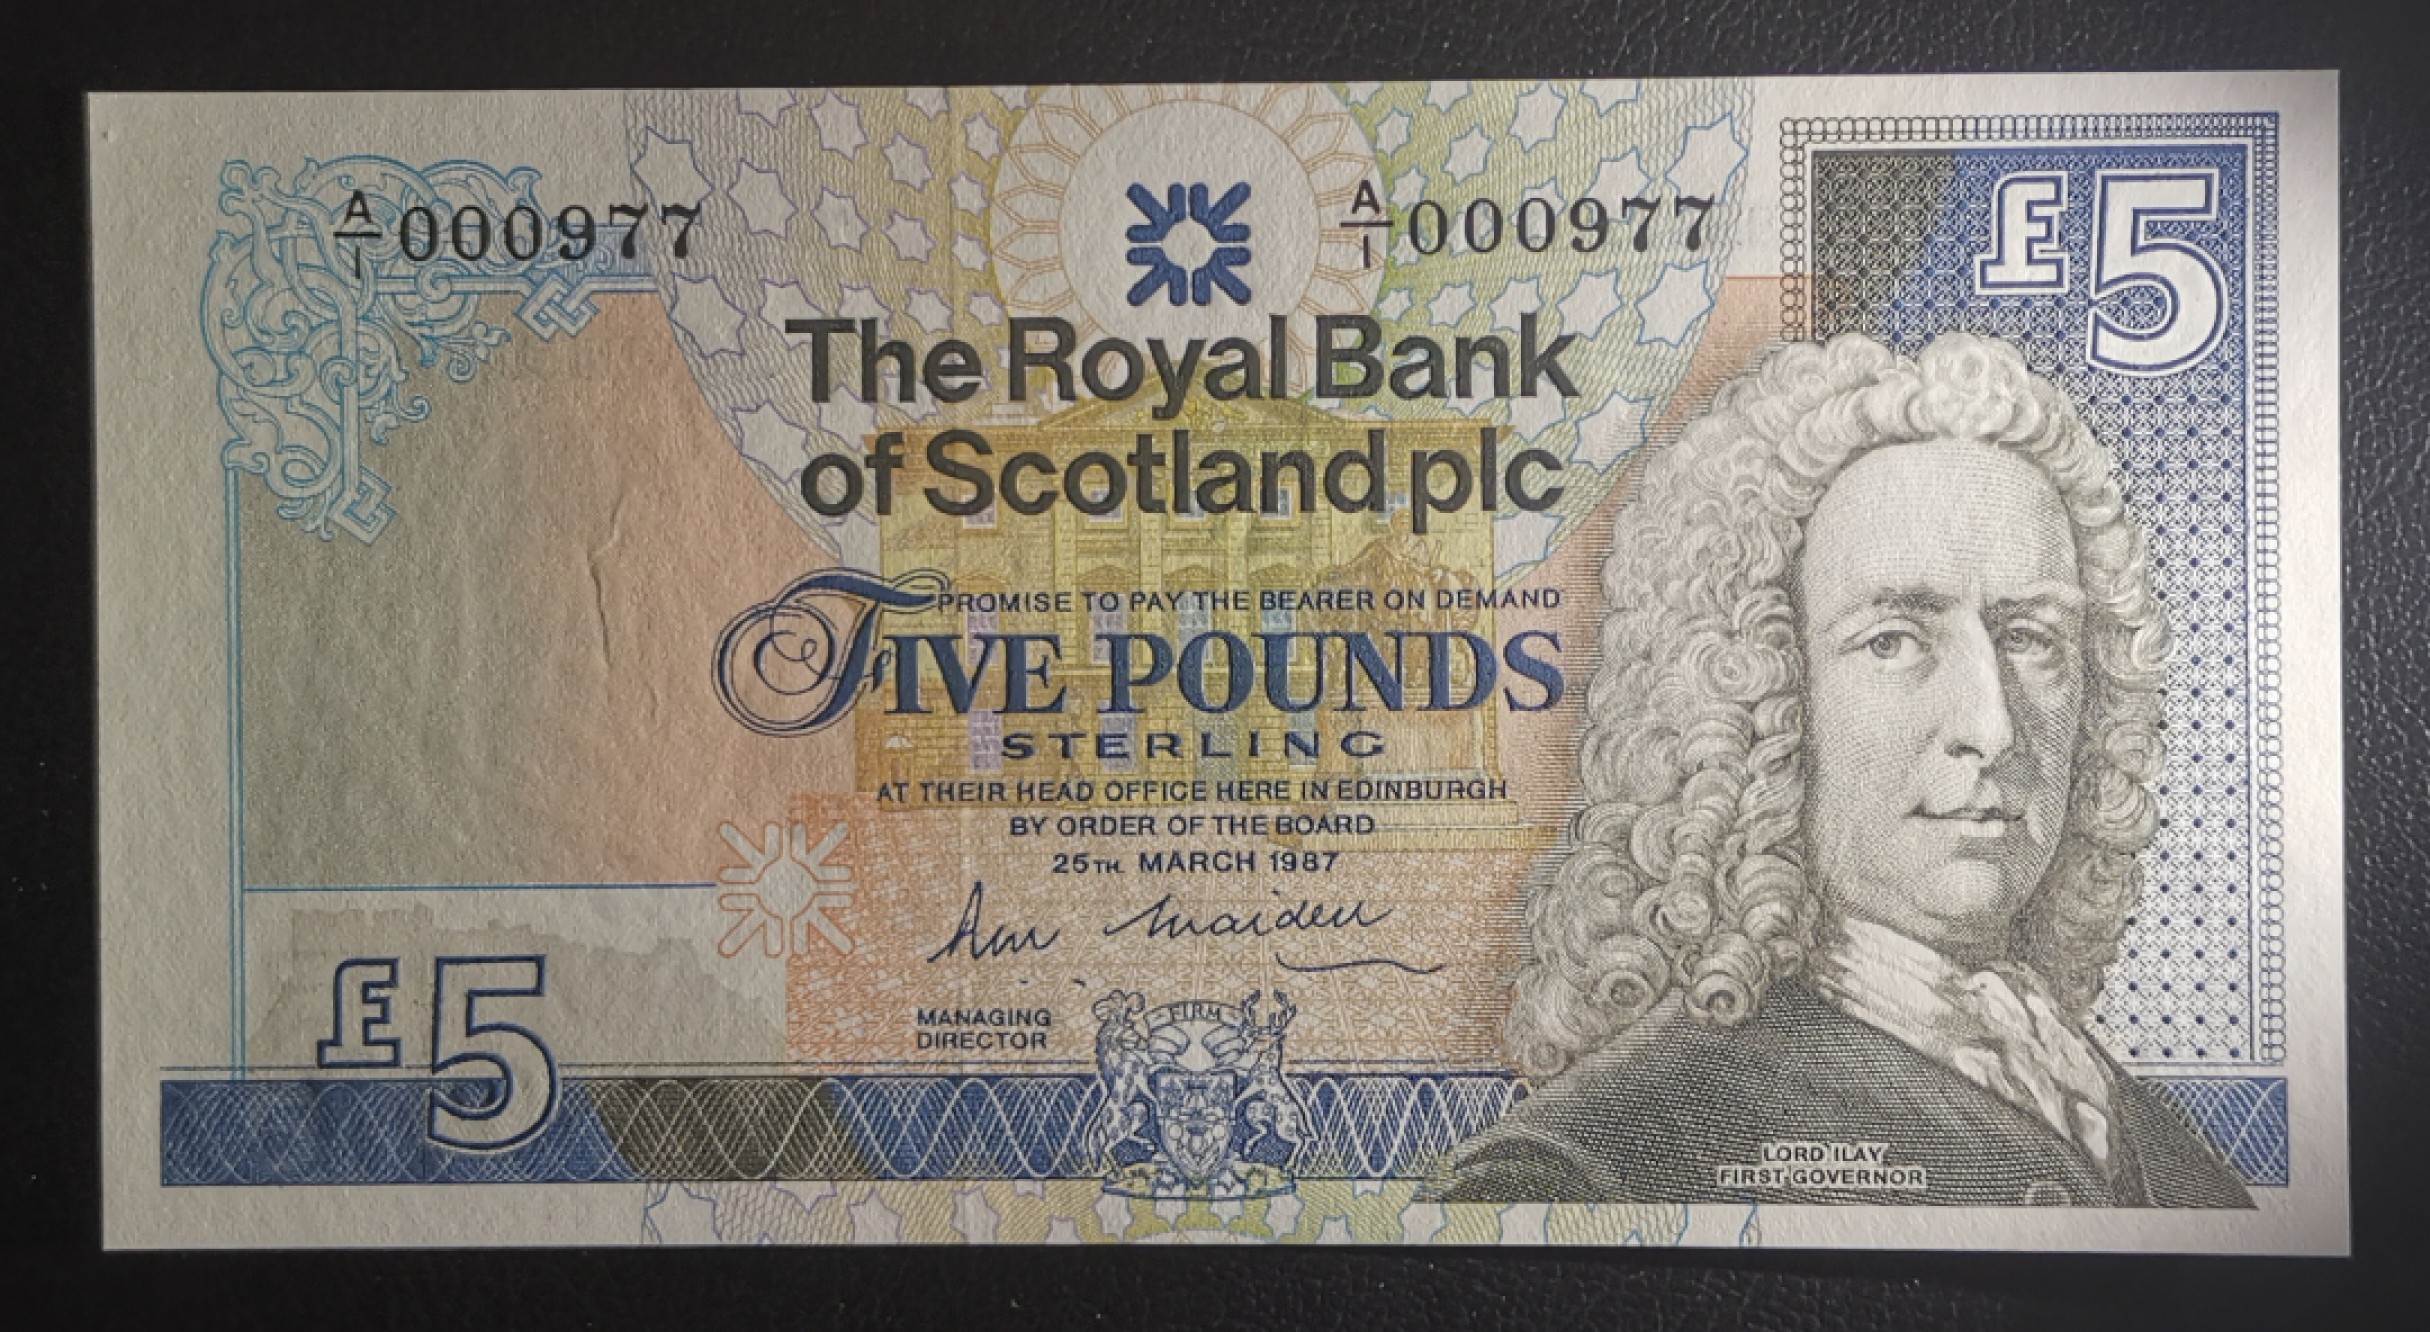 A/1 000977
A/1 000977
£5
The Royal Bank
of Scotland plc
PROMISE TO PAY THE BEARER ON DEMAND
FIVE POUNDS
STERLING
AT THEIR HEAD OFFICE HERE IN EDINBURGH
BY ORDER OF THE BOARD
25TH. MARCH 1987
MANAGING
DIRECTOR
FIRM
£5
LORD ILAY
FIRST GOVERNOR